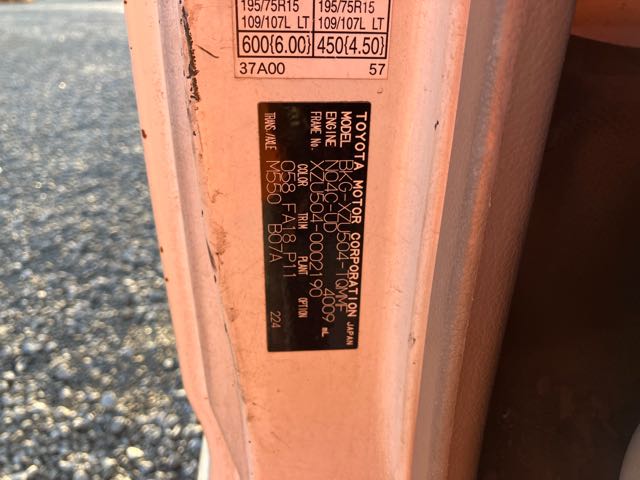 195/75R15 195/75R15
109/107L LT 109/107L LT
600{6.00} 450{4.50}
37A00 57
TOYOTA MOTOR CORPORATION JAPAN
MODEL BKG-XZU504-TQMMF
ENGINE N04C-UD 4009 mL
FRAME No. XZU504-0002190
COLOR TRIM PLANT OPTION
058 FA18 P11
TRANS./AXLE M550 B07A 224